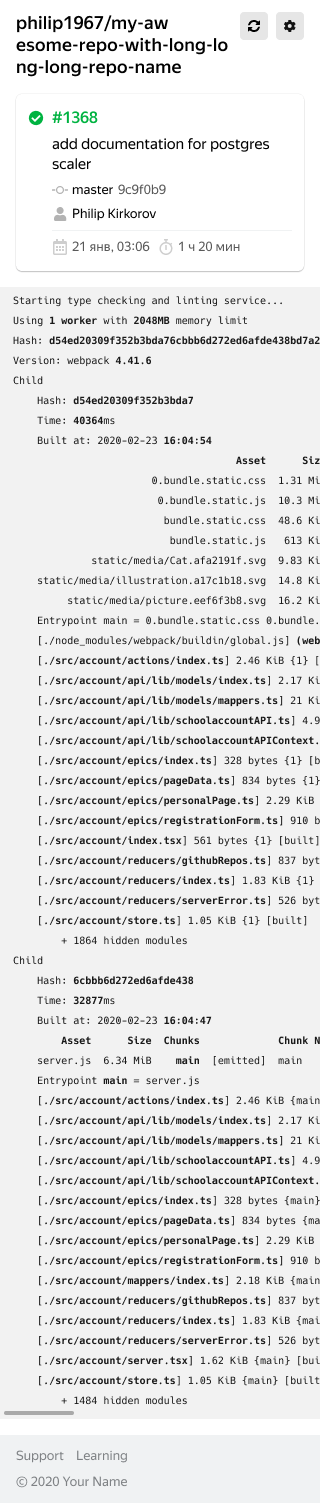 philip1967/my-aw
esome-repo-with-long-lo
ng-long-repo-name
#1368
add documentation for postgres
scaler
master 9c9f0b9
Philip Kirkorov
21 янв, 03:06 1 ч 20 мин
Starting type checking and linting service...
Using 1 worker with 2048MB memory limit
Hash: d54ed20309f352b3bda76cbbb6d272ed6afde438bd7a2
Version: webpack 4.41.6
Child
Hash: d54ed20309f352b3bda7
Time: 40364ms
Built at: 2020-02-23 16:04:54
Asset Siz
0.bundle.static.css 1.31 Mi
0.bundle.static.js 10.3 Mi
bundle.static.css 48.6 Ki
bundle.static.js 613 Ki
static/media/Cat.afa2191f.svg 9.83 Ki
static/media/illustration.a17c1b18.svg 14.8 Ki
static/media/picture.eef6f3b8.svg 16.2 Ki
Entrypoint main = 0.bundle.static.css 0.bundle.
[./node_modules/webpack/buildin/global.js] (web
[./src/account/actions/index.ts] 2.46 KiB {1} [
[./src/account/api/lib/models/index.ts] 2.17 Ki
[./src/account/api/lib/models/mappers.ts] 21 Ki
[./src/account/api/lib/schoolaccountAPI.ts] 4.9
[./src/account/api/lib/schoolaccountAPIContext.
[./src/account/epics/index.ts] 328 bytes {1} [b
[./src/account/epics/pageData.ts] 834 bytes {1}
[./src/account/epics/personalPage.ts] 2.29 KiB
[./src/account/epics/registrationForm.ts] 910 b
[./src/account/index.tsx] 561 bytes {1} [built]
[./src/account/reducers/githubRepos.ts] 837 byt
[./src/account/reducers/index.ts] 1.83 KiB {1}
[./src/account/reducers/serverError.ts] 526 byt
[./src/account/store.ts] 1.05 KiB {1} [built]
+ 1864 hidden modules
Child
Hash: 6cbbb6d272ed6afde438
Time: 32877ms
Built at: 2020-02-23 16:04:47
Asset Size Chunks Chunk N
server.js 6.34 MiB main [emitted] main
Entrypoint main = server.js
[./src/account/actions/index.ts] 2.46 KiB {main
[./src/account/api/lib/models/index.ts] 2.17 Ki
[./src/account/api/lib/models/mappers.ts] 21 Ki
[./src/account/api/lib/schoolaccountAPI.ts] 4.9
[./src/account/api/lib/schoolaccountAPIContext.
[./src/account/epics/index.ts] 328 bytes {main}
[./src/account/epics/pageData.ts] 834 bytes {ma
[./src/account/epics/personalPage.ts] 2.29 KiB
[./src/account/epics/registrationForm.ts] 910 b
[./src/account/mappers/index.ts] 2.18 KiB {main
[./src/account/reducers/githubRepos.ts] 837 byt
[./src/account/reducers/index.ts] 1.83 KiB {mai
[./src/account/reducers/serverError.ts] 526 byt
[./src/account/server.tsx] 1.62 KiB {main} [bui
[./src/account/store.ts] 1.05 KiB {main} [built
+ 1484 hidden modules
Support Learning
© 2020 Your Name